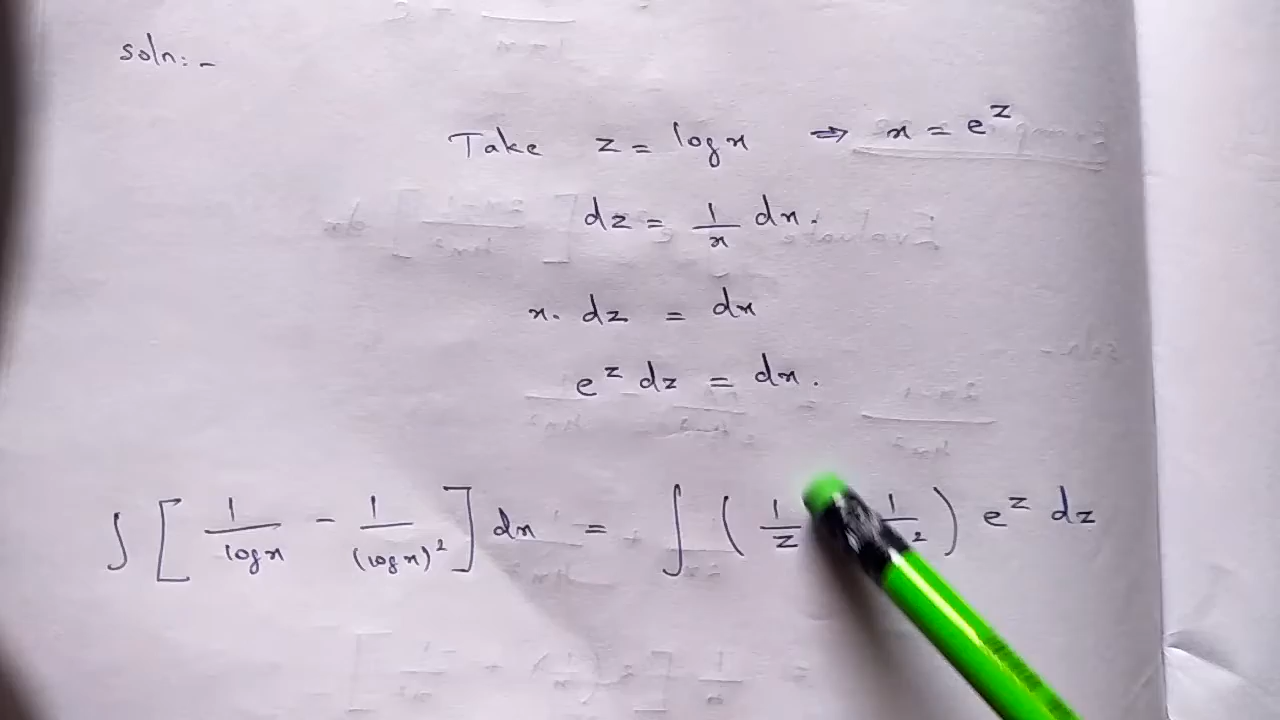 soln:-
Take z = log x ⇒ x = e^z
dz = 1/x dx.
x. dz = dx
e^z dz = dx.
∫ [ 1/log x - 1/(log x)^2 ] dx = ∫ ( 1/z 1/ 2 ) e^z dz